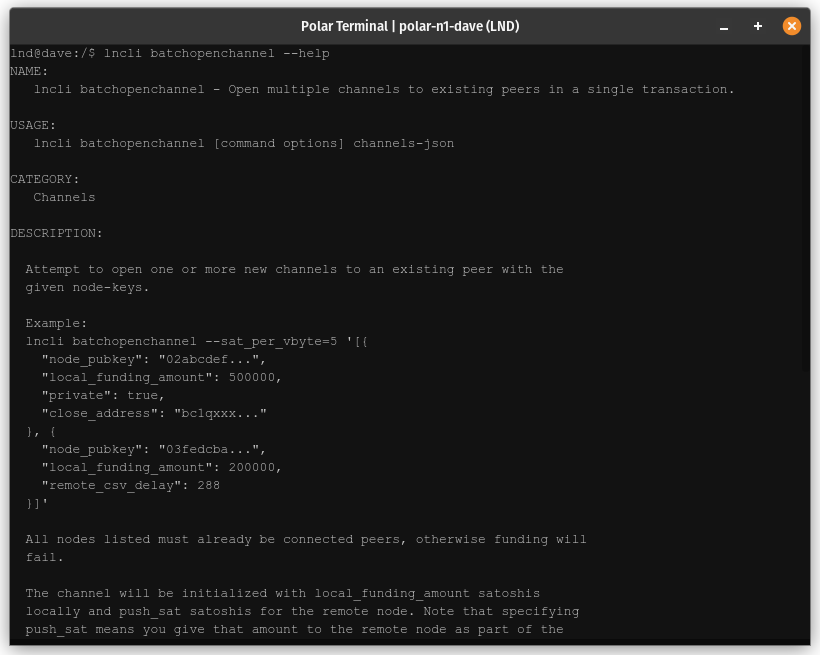 Polar Terminal | polar-n1-dave (LND)
lnd@dave:/$ lncli batchopenchannel --help
NAME:
   lncli batchopenchannel - Open multiple channels to existing peers in a single transaction.

USAGE:
   lncli batchopenchannel [command options] channels-json

CATEGORY:
   Channels

DESCRIPTION:

  Attempt to open one or more new channels to an existing peer with the
  given node-keys.

  Example:
  lncli batchopenchannel --sat_per_vbyte=5 '[{
    "node_pubkey": "02abcdef...",
    "local_funding_amount": 500000,
    "private": true,
    "close_address": "bc1qxxx..."
  }, {
    "node_pubkey": "03fedcba...",
    "local_funding_amount": 200000,
    "remote_csv_delay": 288
  }]'

  All nodes listed must already be connected peers, otherwise funding will
  fail.

  The channel will be initialized with local_funding_amount satoshis
  locally and push_sat satoshis for the remote node. Note that specifying
  push_sat means you give that amount to the remote node as part of the